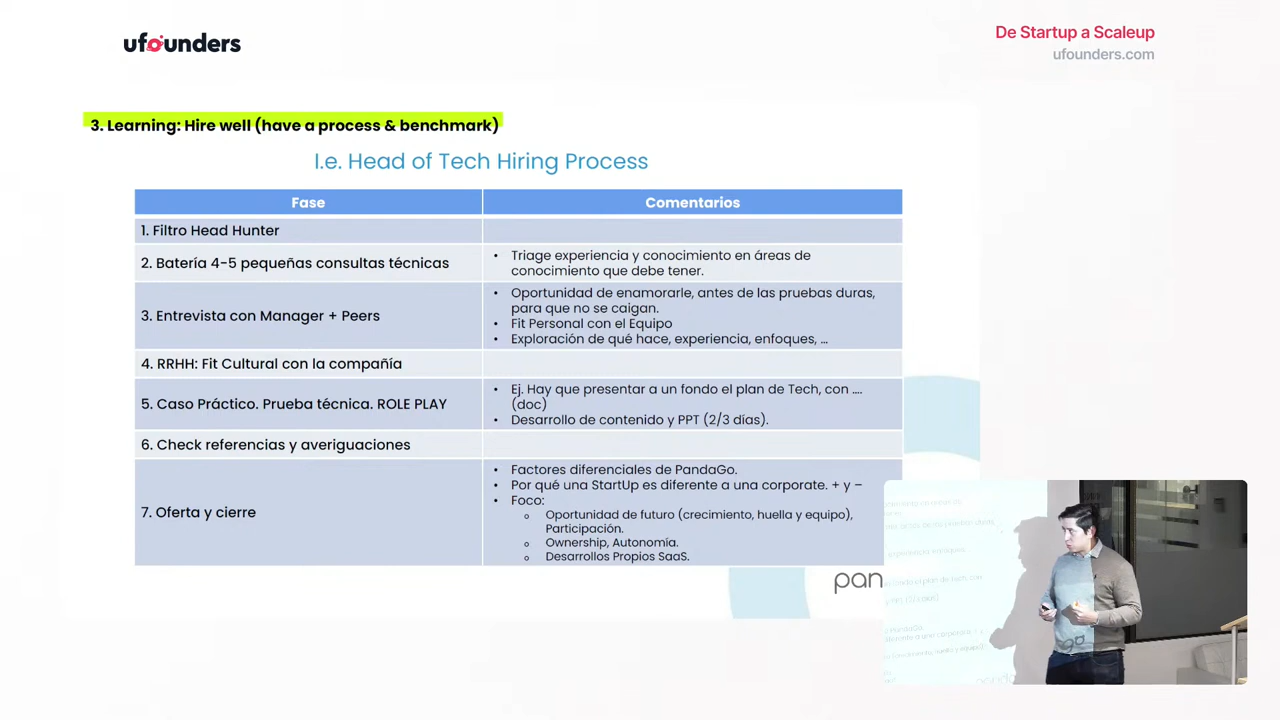 ufounders
De Startup a Scaleup
ufounders.com
3. Learning: Hire well (have a process & benchmark)
I.e. Head of Tech Hiring Process
Fase
Comentarios
1. Filtro Head Hunter
2. Batería 4-5 pequeñas consultas técnicas
• Triage experiencia y conocimiento en áreas de
conocimiento que debe tener.
3. Entrevista con Manager + Peers
• Oportunidad de enamorarle, antes de las pruebas duras,
para que no se caigan.
• Fit Personal con el Equipo
• Exploración de qué hace, experiencia, enfoques, ...
4. RRHH: Fit Cultural con la compañía
5. Caso Práctico. Prueba técnica. ROLE PLAY
• Ej. Hay que presentar a un fondo el plan de Tech, con ....
(doc)
• Desarrollo de contenido y PPT (2/3 días).
6. Check referencias y averiguaciones
7. Oferta y cierre
• Factores diferenciales de PandaGo.
• Por qué una StartUp es diferente a una corporate. + y –
• Foco:
o Oportunidad de futuro (crecimiento, huella y equipo),
Participación.
o Ownership, Autonomía.
o Desarrollos Propios SaaS.
pan